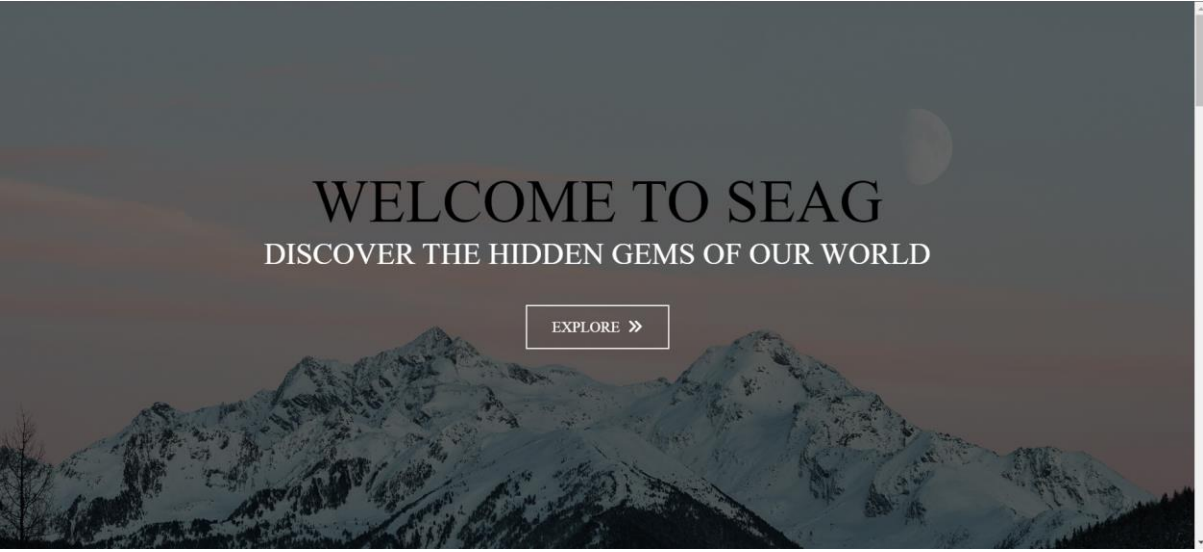 WELCOME TO SEAG
DISCOVER THE HIDDEN GEMS OF OUR WORLD
EXPLORE